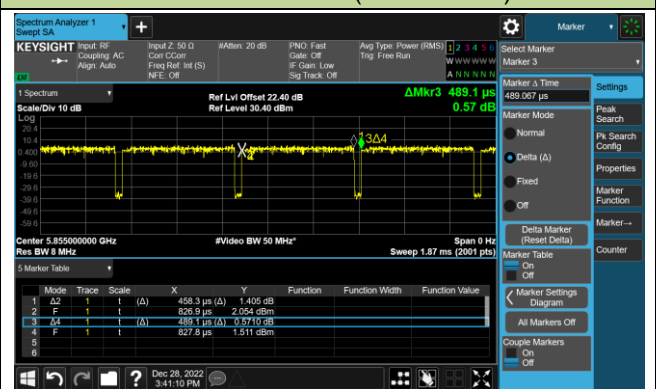 Spectrum Analyzer 1
Swept SA
Marker
KEYSIGHT
Input: RF
Coupling: AC
Align: Auto
Input Z: 50 Ω
Corr CCorr
Freq Ref: Int (S)
NFE: Off
#Atten: 20 dB
PNO: Fast
Gate: Off
IF Gain: Low
Sig Track: Off
Avg Type: Power (RMS)
Trig: Free Run
1 2 3 4 5 6
W W W W W W
A N N N N N
Select Marker
Marker 3
1 Spectrum
Scale/Div 10 dB
Log
Ref Lvl Offset 22.40 dB
Ref Level 30.40 dBm
ΔMkr3 489.1 µs
0.57 dB
20.4
10.4
0.400
-9.60
-19.6
-29.6
-39.6
-49.6
-59.6
Center 5.855000000 GHz
Res BW 8 MHz
#Video BW 50 MHz*
Span 0 Hz
Sweep 1.87 ms (2001 pts)
5 Marker Table
Mode Trace Scale X Y Function Function Width Function Value
1 Δ2 1 t (Δ) 458.3 µs (Δ) 1.405 dB
2 F 1 t 826.9 µs 2.054 dBm
3 Δ4 1 t (Δ) 489.1 µs (Δ) 0.5710 dB
4 F 1 t 827.8 µs 1.511 dBm
5
6
Dec 28, 2022
3:41:10 PM
Marker Δ Time
489.067 µs
Marker Mode
Normal
Delta (Δ)
Fixed
Off
Delta Marker
(Reset Delta)
Marker Table
On
Off
Marker Settings
Diagram
All Markers Off
Couple Markers
On
Off
Settings
Peak
Search
Pk Search
Config
Properties
Marker
Function
Marker→
Counter